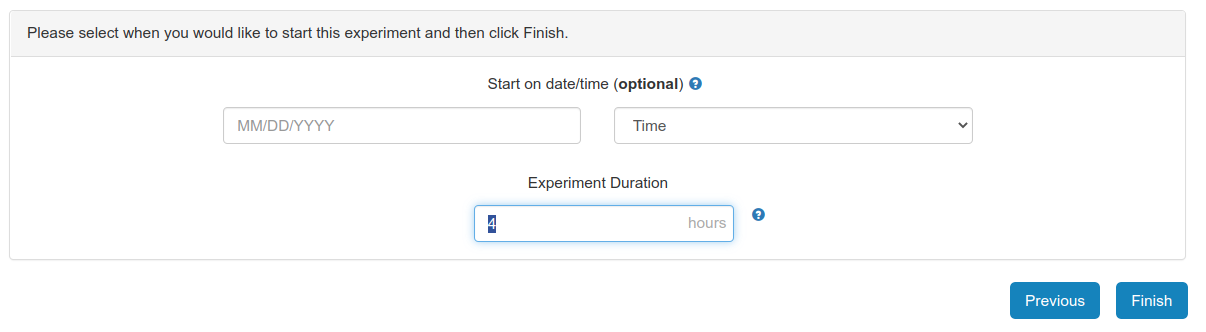 Please select when you would like to start this experiment and then click Finish.
Start on date/time (optional) ?
MM/DD/YYYY Time
Experiment Duration
4 hours ?
Previous Finish